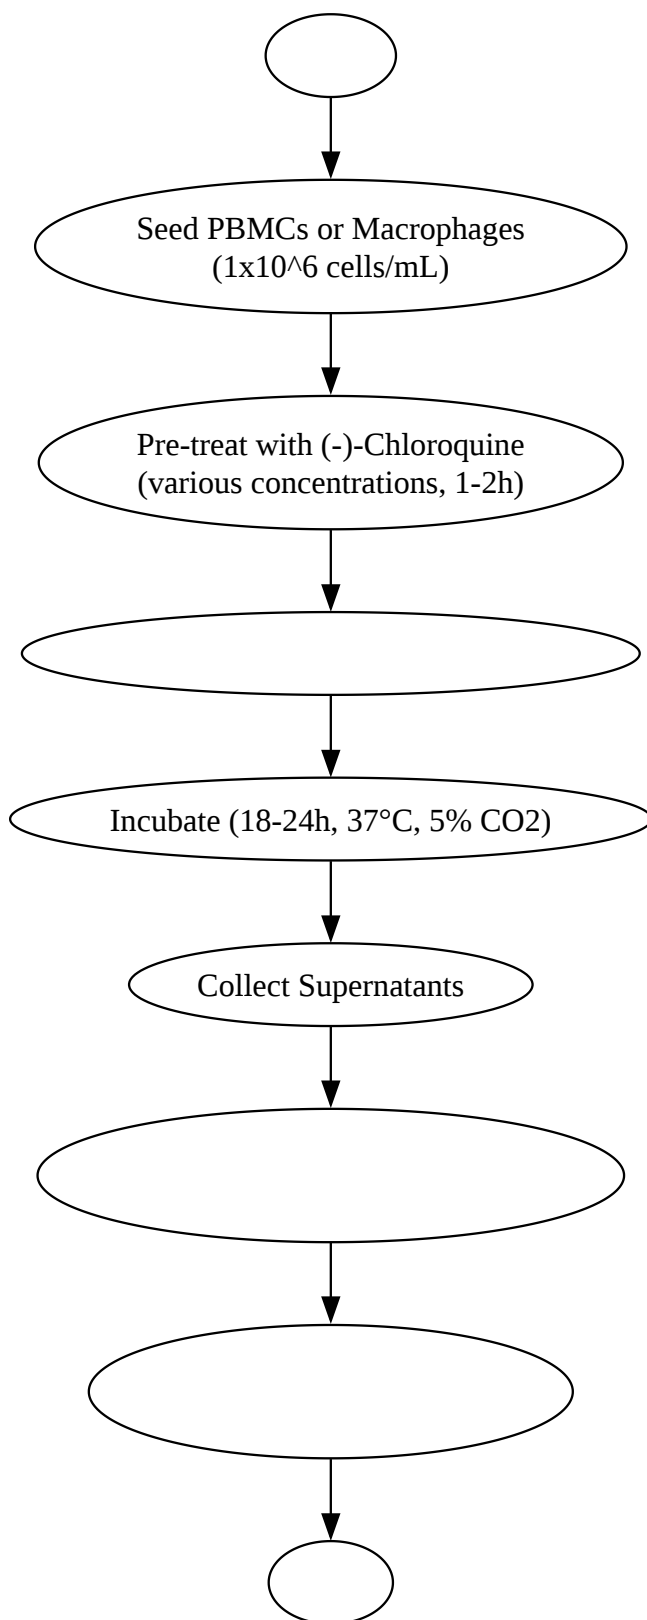 Seed PBMCs or Macrophages
(1x10^6 cells/mL)
Pre-treat with (-)-Chloroquine
(various concentrations, 1-2h)
Incubate (18-24h, 37°C, 5% CO2)
Collect Supernatants